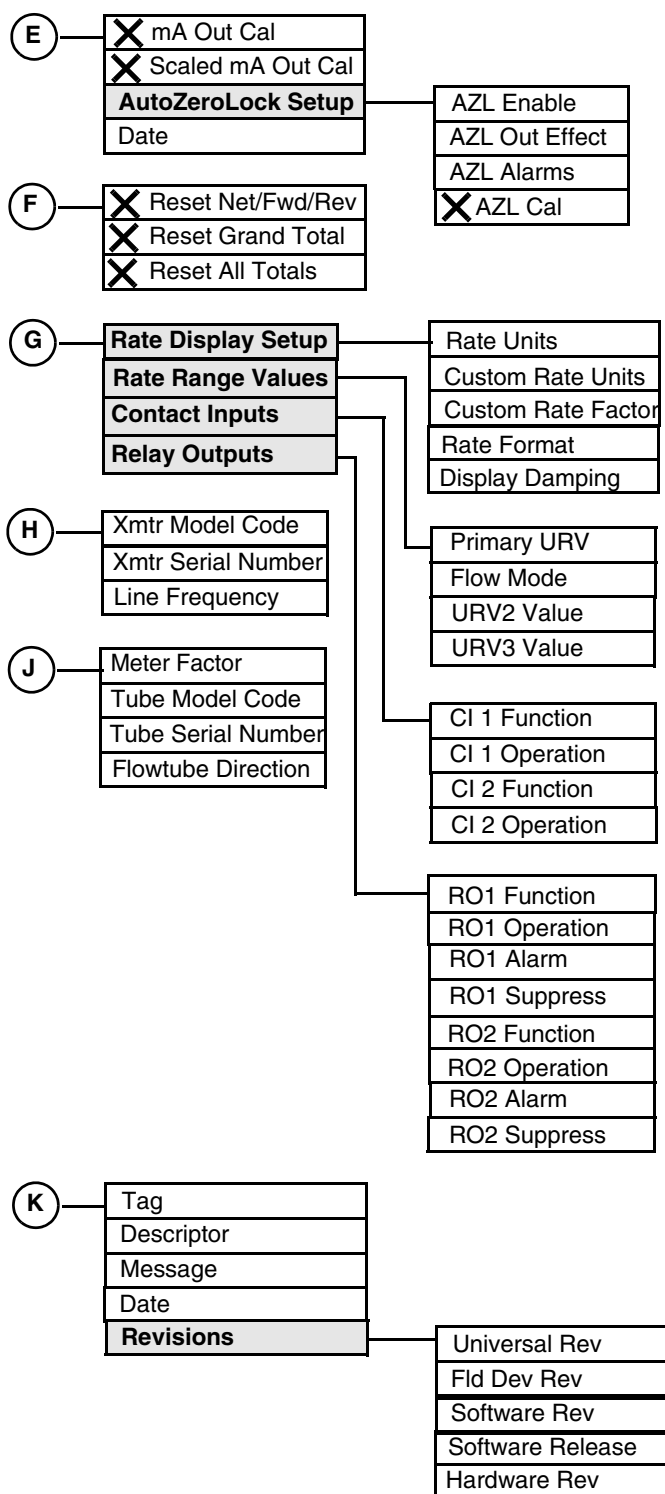 E
mA Out Cal
Scaled mA Out Cal
AutoZeroLock Setup
Date
AZL Enable
AZL Out Effect
AZL Alarms
AZL Cal
F
Reset Net/Fwd/Rev
Reset Grand Total
Reset All Totals
G
Rate Display Setup
Rate Range Values
Contact Inputs
Relay Outputs
Rate Units
Custom Rate Units
Custom Rate Factor
Rate Format
Display Damping
H
Xmtr Model Code
Xmtr Serial Number
Line Frequency
Primary URV
Flow Mode
URV2 Value
URV3 Value
J
Meter Factor
Tube Model Code
Tube Serial Number
Flowtube Direction
CI 1 Function
CI 1 Operation
CI 2 Function
CI 2 Operation
RO1 Function
RO1 Operation
RO1 Alarm
RO1 Suppress
RO2 Function
RO2 Operation
RO2 Alarm
RO2 Suppress
K
Tag
Descriptor
Message
Date
Revisions
Universal Rev
Fld Dev Rev
Software Rev
Software Release
Hardware Rev